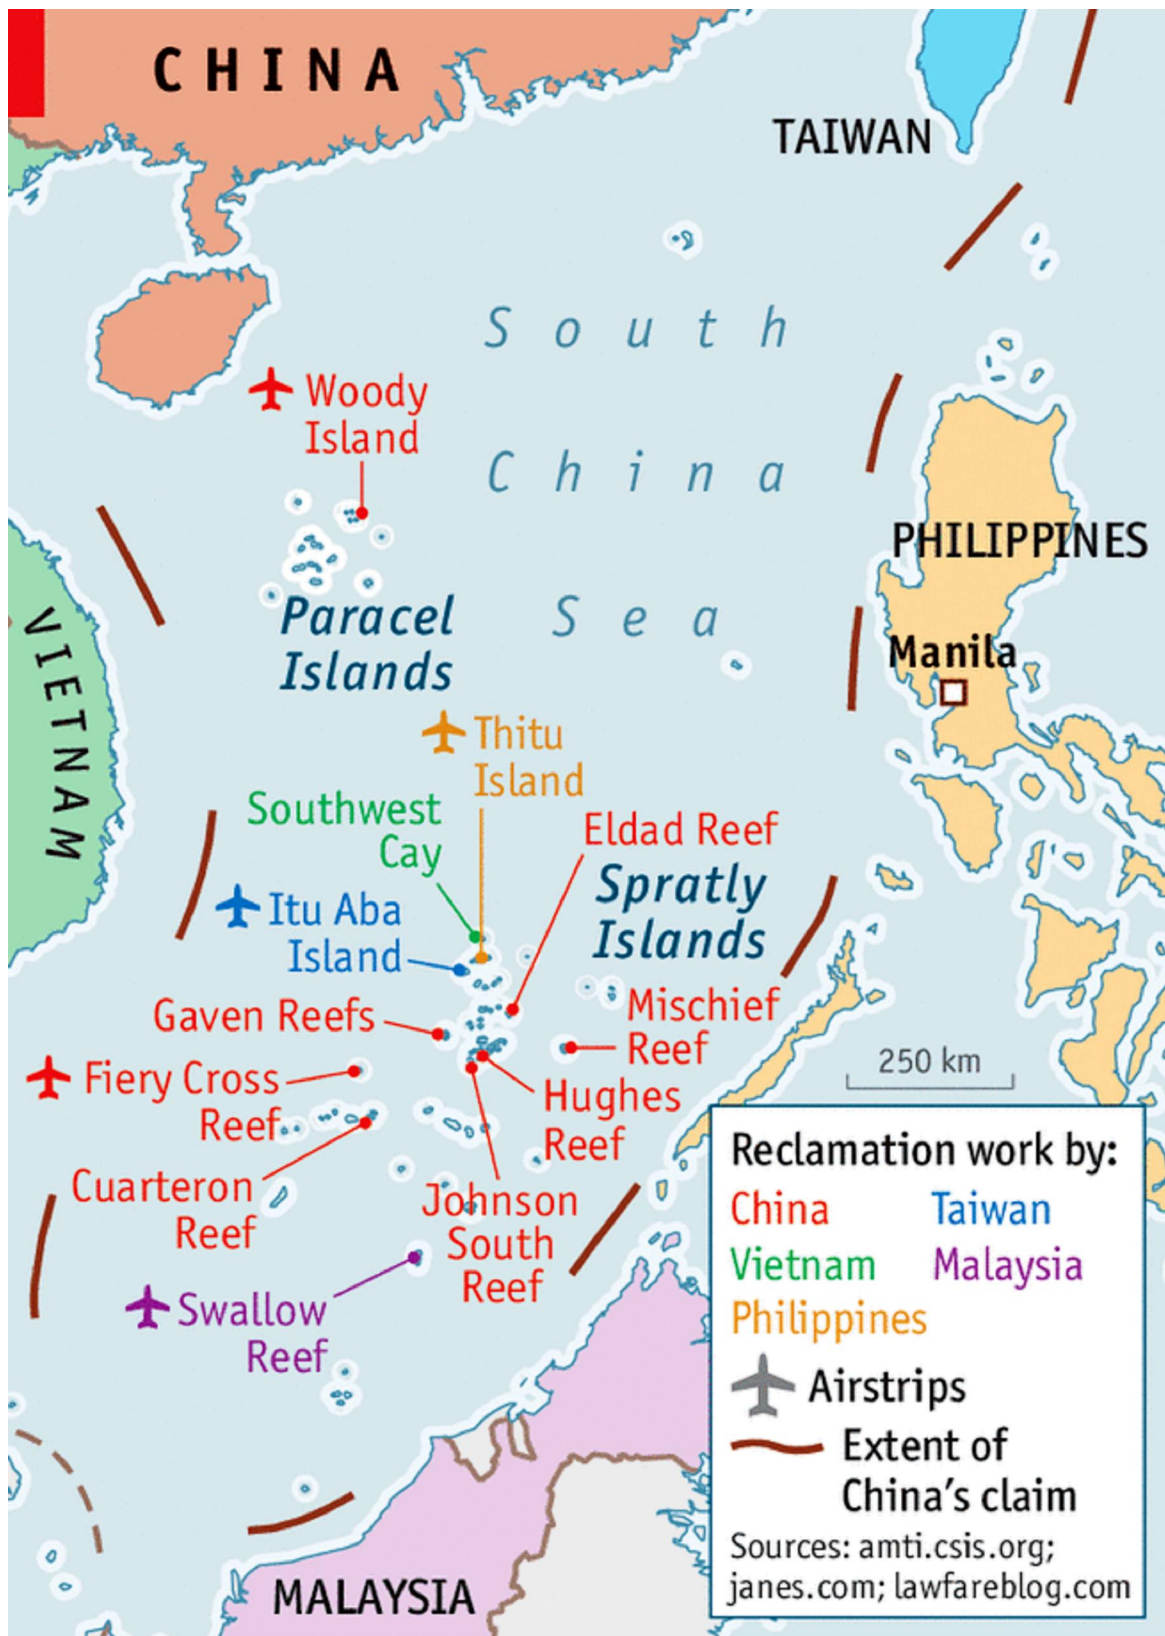 CHINA
TAIWAN
South
Woody
Island
China
PHILIPPINES
Sea
Paracel
Islands
VIETNAM
Manila
Thitu
Island
Southwest
Cay
Eldad Reef
Spratly
Islands
Itu Aba
Island
Gaven Reefs
Mischief
Reef
250 km
Fiery Cross
Reef
Hughes
Reef
Cuarteron
Reef
Johnson
South
Reef
Swallow
Reef
MALAYSIA
Reclamation work by:
China Taiwan
Vietnam Malaysia
Philippines
Airstrips
Extent of
China’s claim
Sources: amti.csis.org;
janes.com; lawfareblog.com